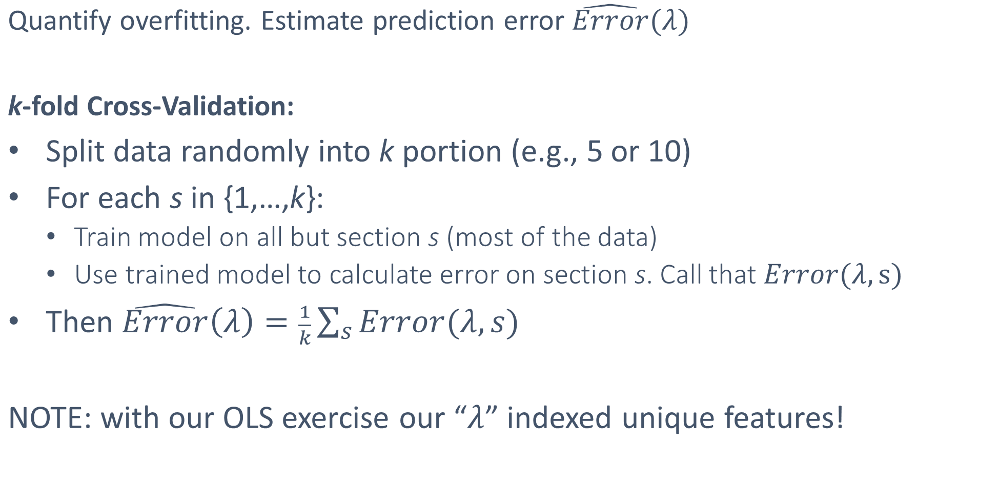 Quantify overfitting. Estimate prediction error $\widehat{Error}(\lambda)$
k-fold Cross-Validation:
• Split data randomly into k portion (e.g., 5 or 10)
• For each s in {1,...,k}:
• Train model on all but section s (most of the data)
• Use trained model to calculate error on section s. Call that $Error(\lambda, s)$
• Then $\widehat{Error}(\lambda) = \frac{1}{k}\sum_s Error(\lambda, s)$
NOTE: with our OLS exercise our “λ” indexed unique features!